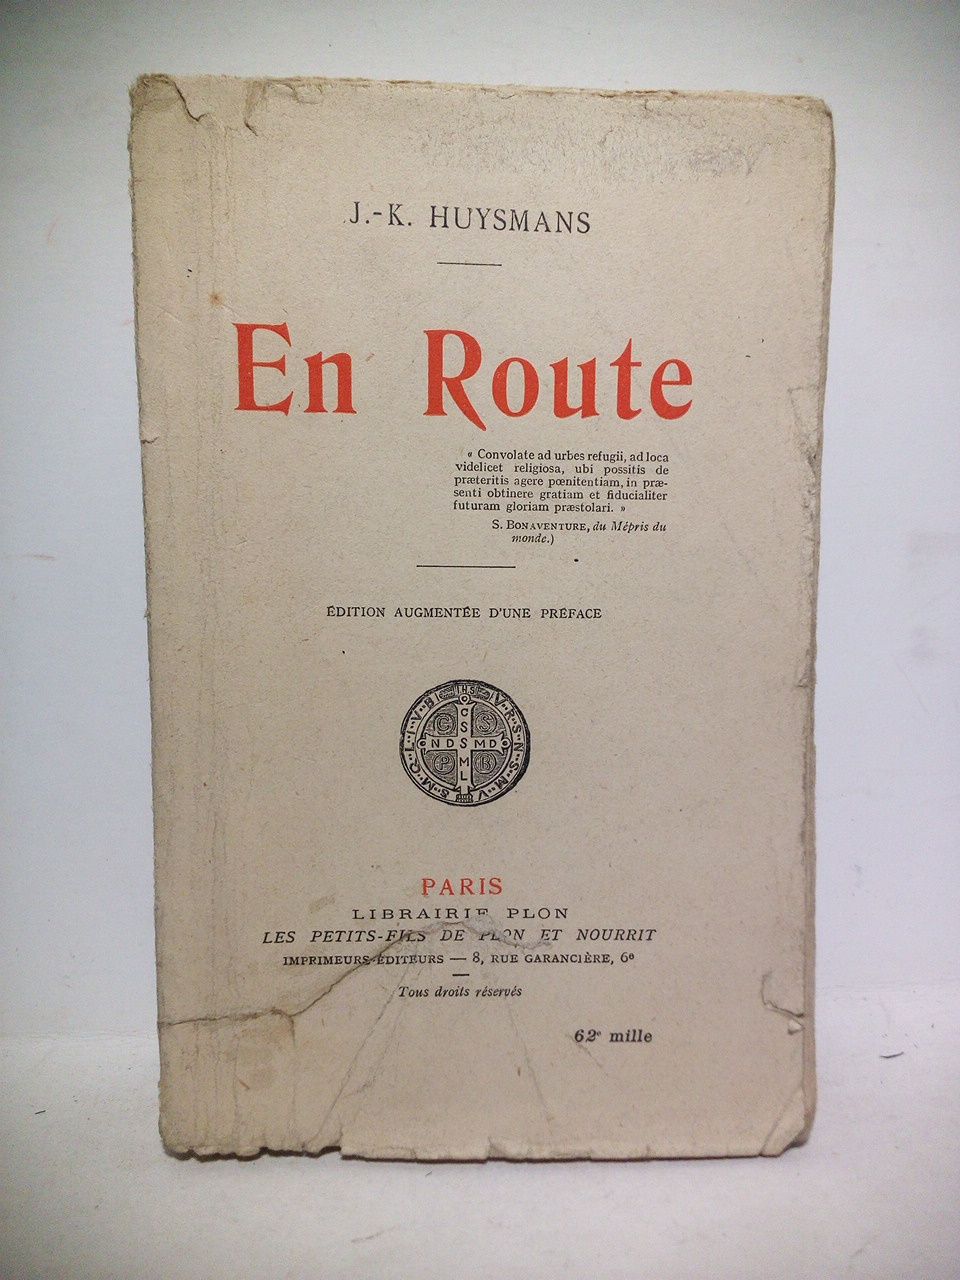 J.-K. HUYSMANS
En Route
« Convolate ad urbes refugii, ad loca
videlicet religiosa, ubi possitis de
præteritis agere pœnitentiam, in præ-
senti obtinere gratiam et fiducialiter
futuram gloriam præstolari. »
S. BONAVENTURE, du Mépris du
monde.)
ÉDITION AUGMENTÉE D'UNE PRÉFACE
IHS
V·R·S·N·S·M·V
S·M·Q·L·I·V·B
C S
P B
C
S
N D S M D
M
L
PARIS
LIBRAIRIE PLON
LES PETITS-FILS DE PLON ET NOURRIT
IMPRIMEURS-ÉDITEURS — 8, RUE GARANCIÈRE, 6e
Tous droits réservés
62e mille